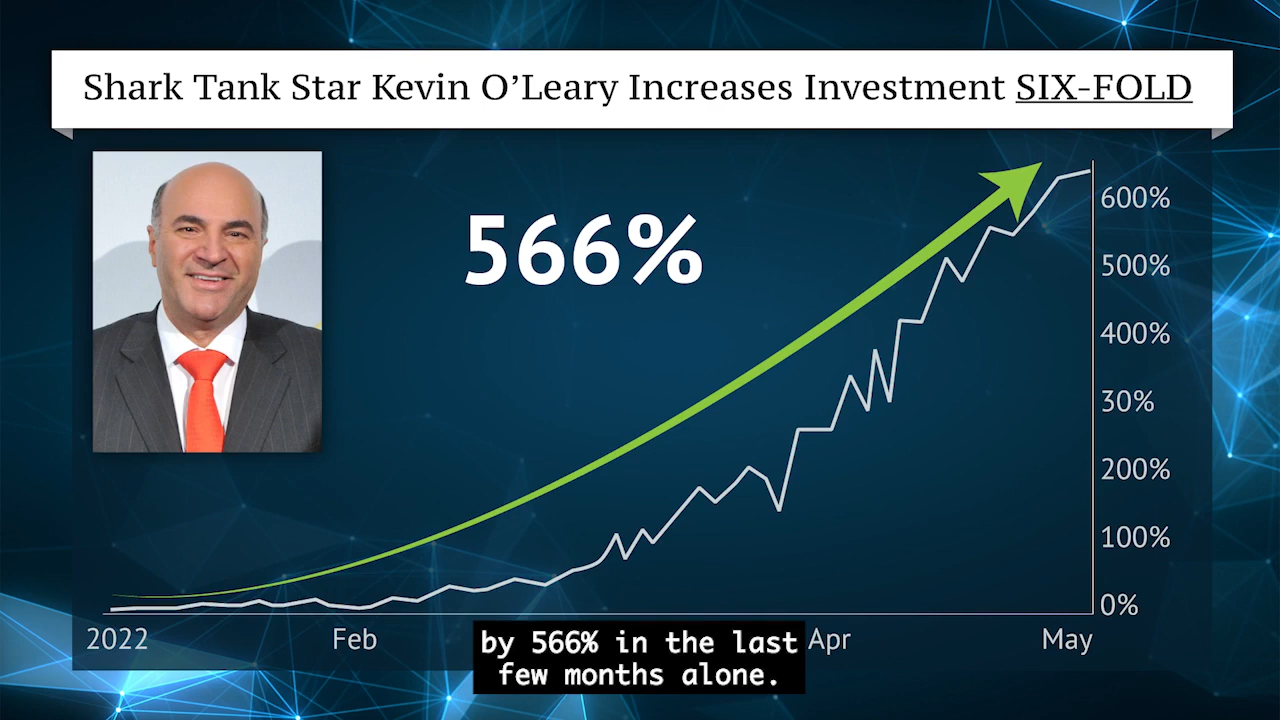 Shark Tank Star Kevin O’Leary Increases Investment SIX-FOLD
566%
600%
500%
400%
30%
200%
100%
0%
2022 Feb Apr May
by 566% in the last
few months alone.